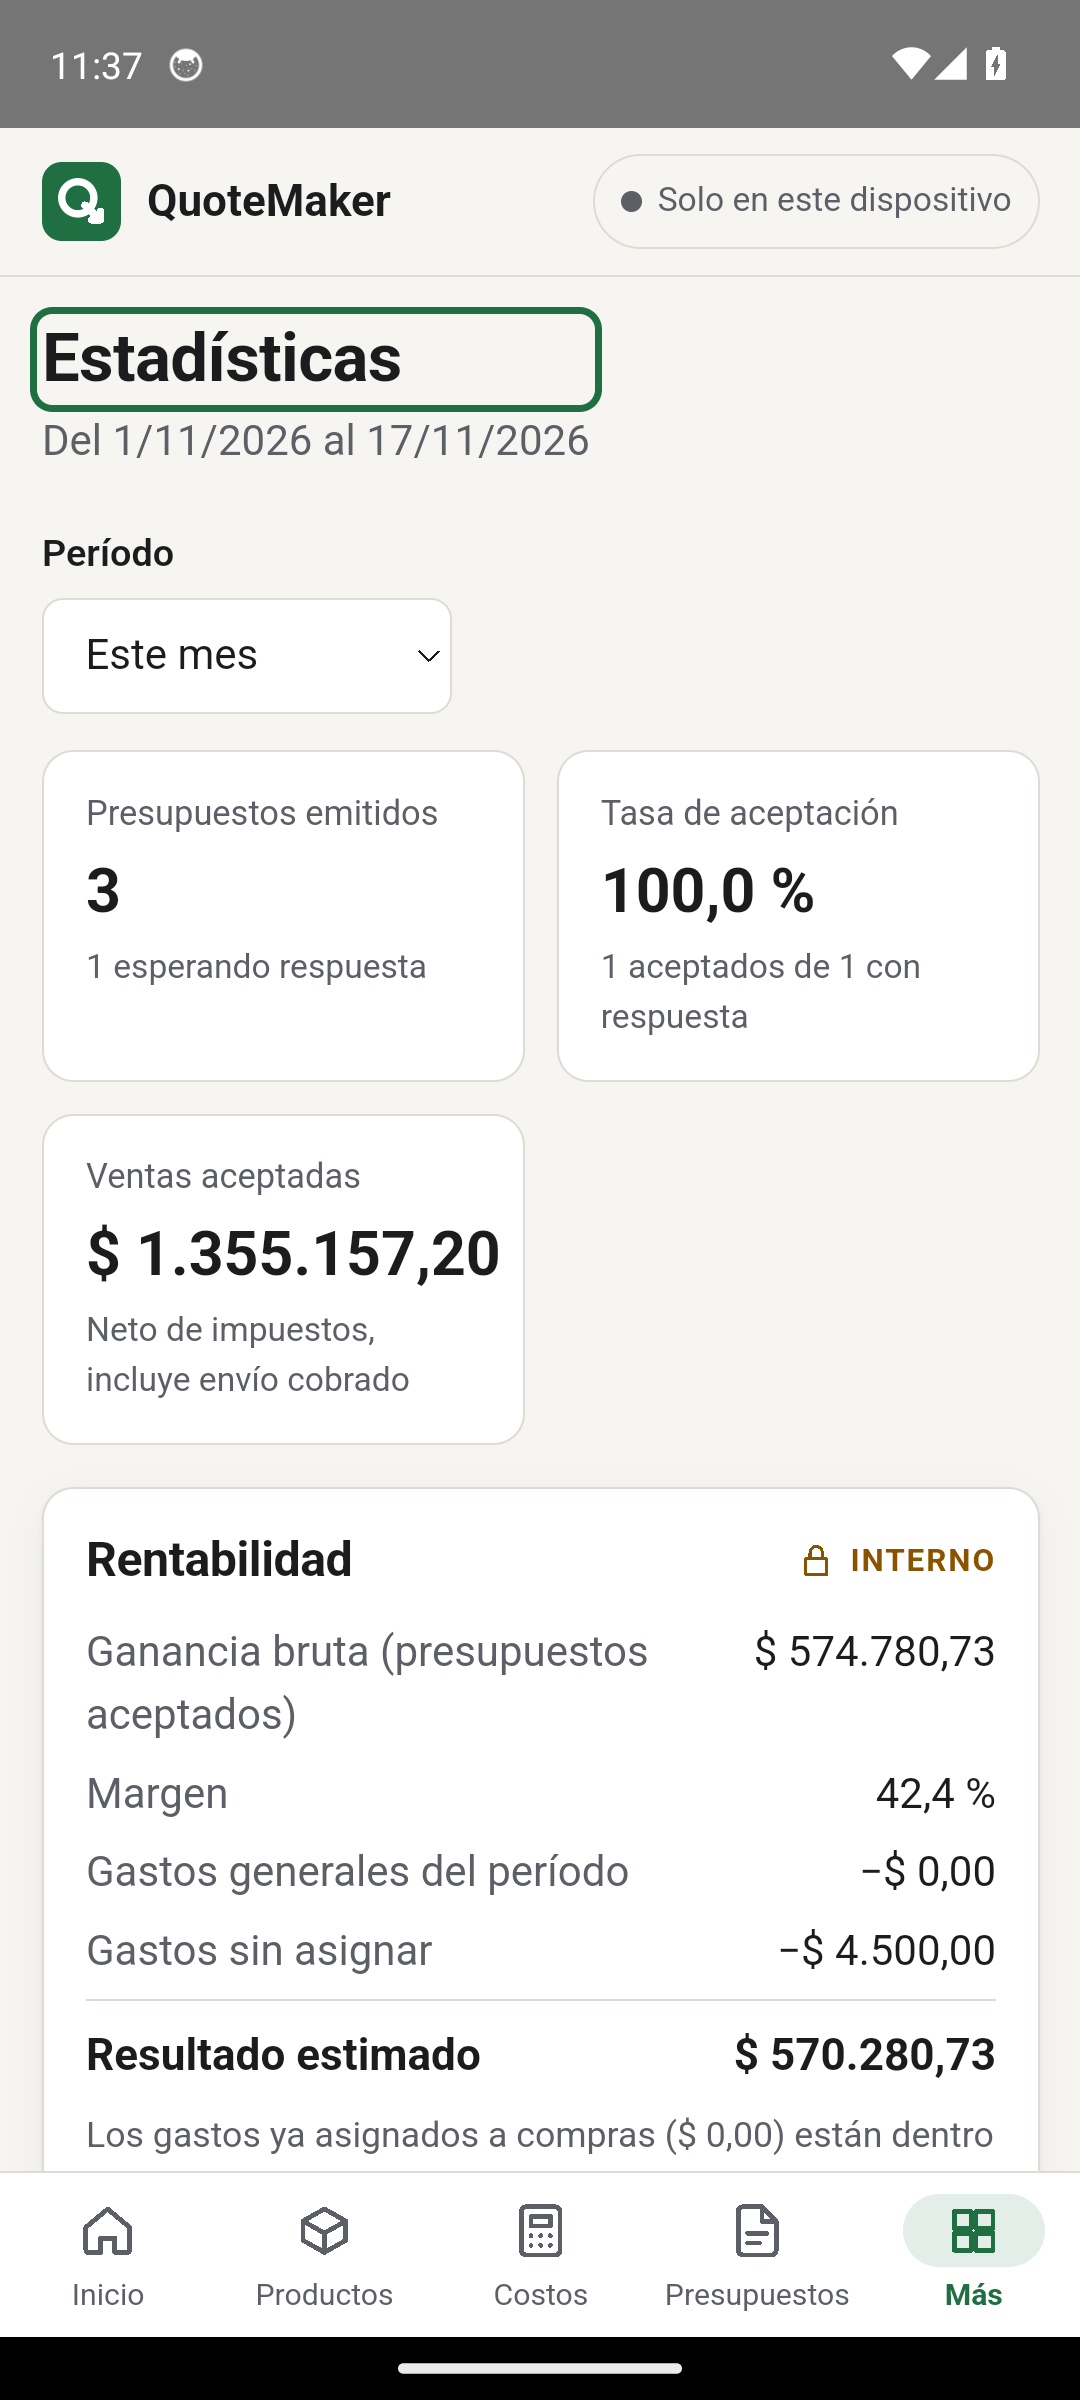 11:37
QuoteMaker
Solo en este dispositivo
Estadísticas
Del 1/11/2026 al 17/11/2026
Período
Este mes
Presupuestos emitidos
3
1 esperando respuesta
Tasa de aceptación
100,0 %
1 aceptados de 1 con
respuesta
Ventas aceptadas
$ 1.355.157,20
Neto de impuestos,
incluye envío cobrado
Rentabilidad
INTERNO
Ganancia bruta (presupuestos
aceptados)
$ 574.780,73
Margen
42,4 %
Gastos generales del período
−$ 0,00
Gastos sin asignar
−$ 4.500,00
Resultado estimado
$ 570.280,73
Los gastos ya asignados a compras ($ 0,00) están dentro
Inicio
Productos
Costos
Presupuestos
Más